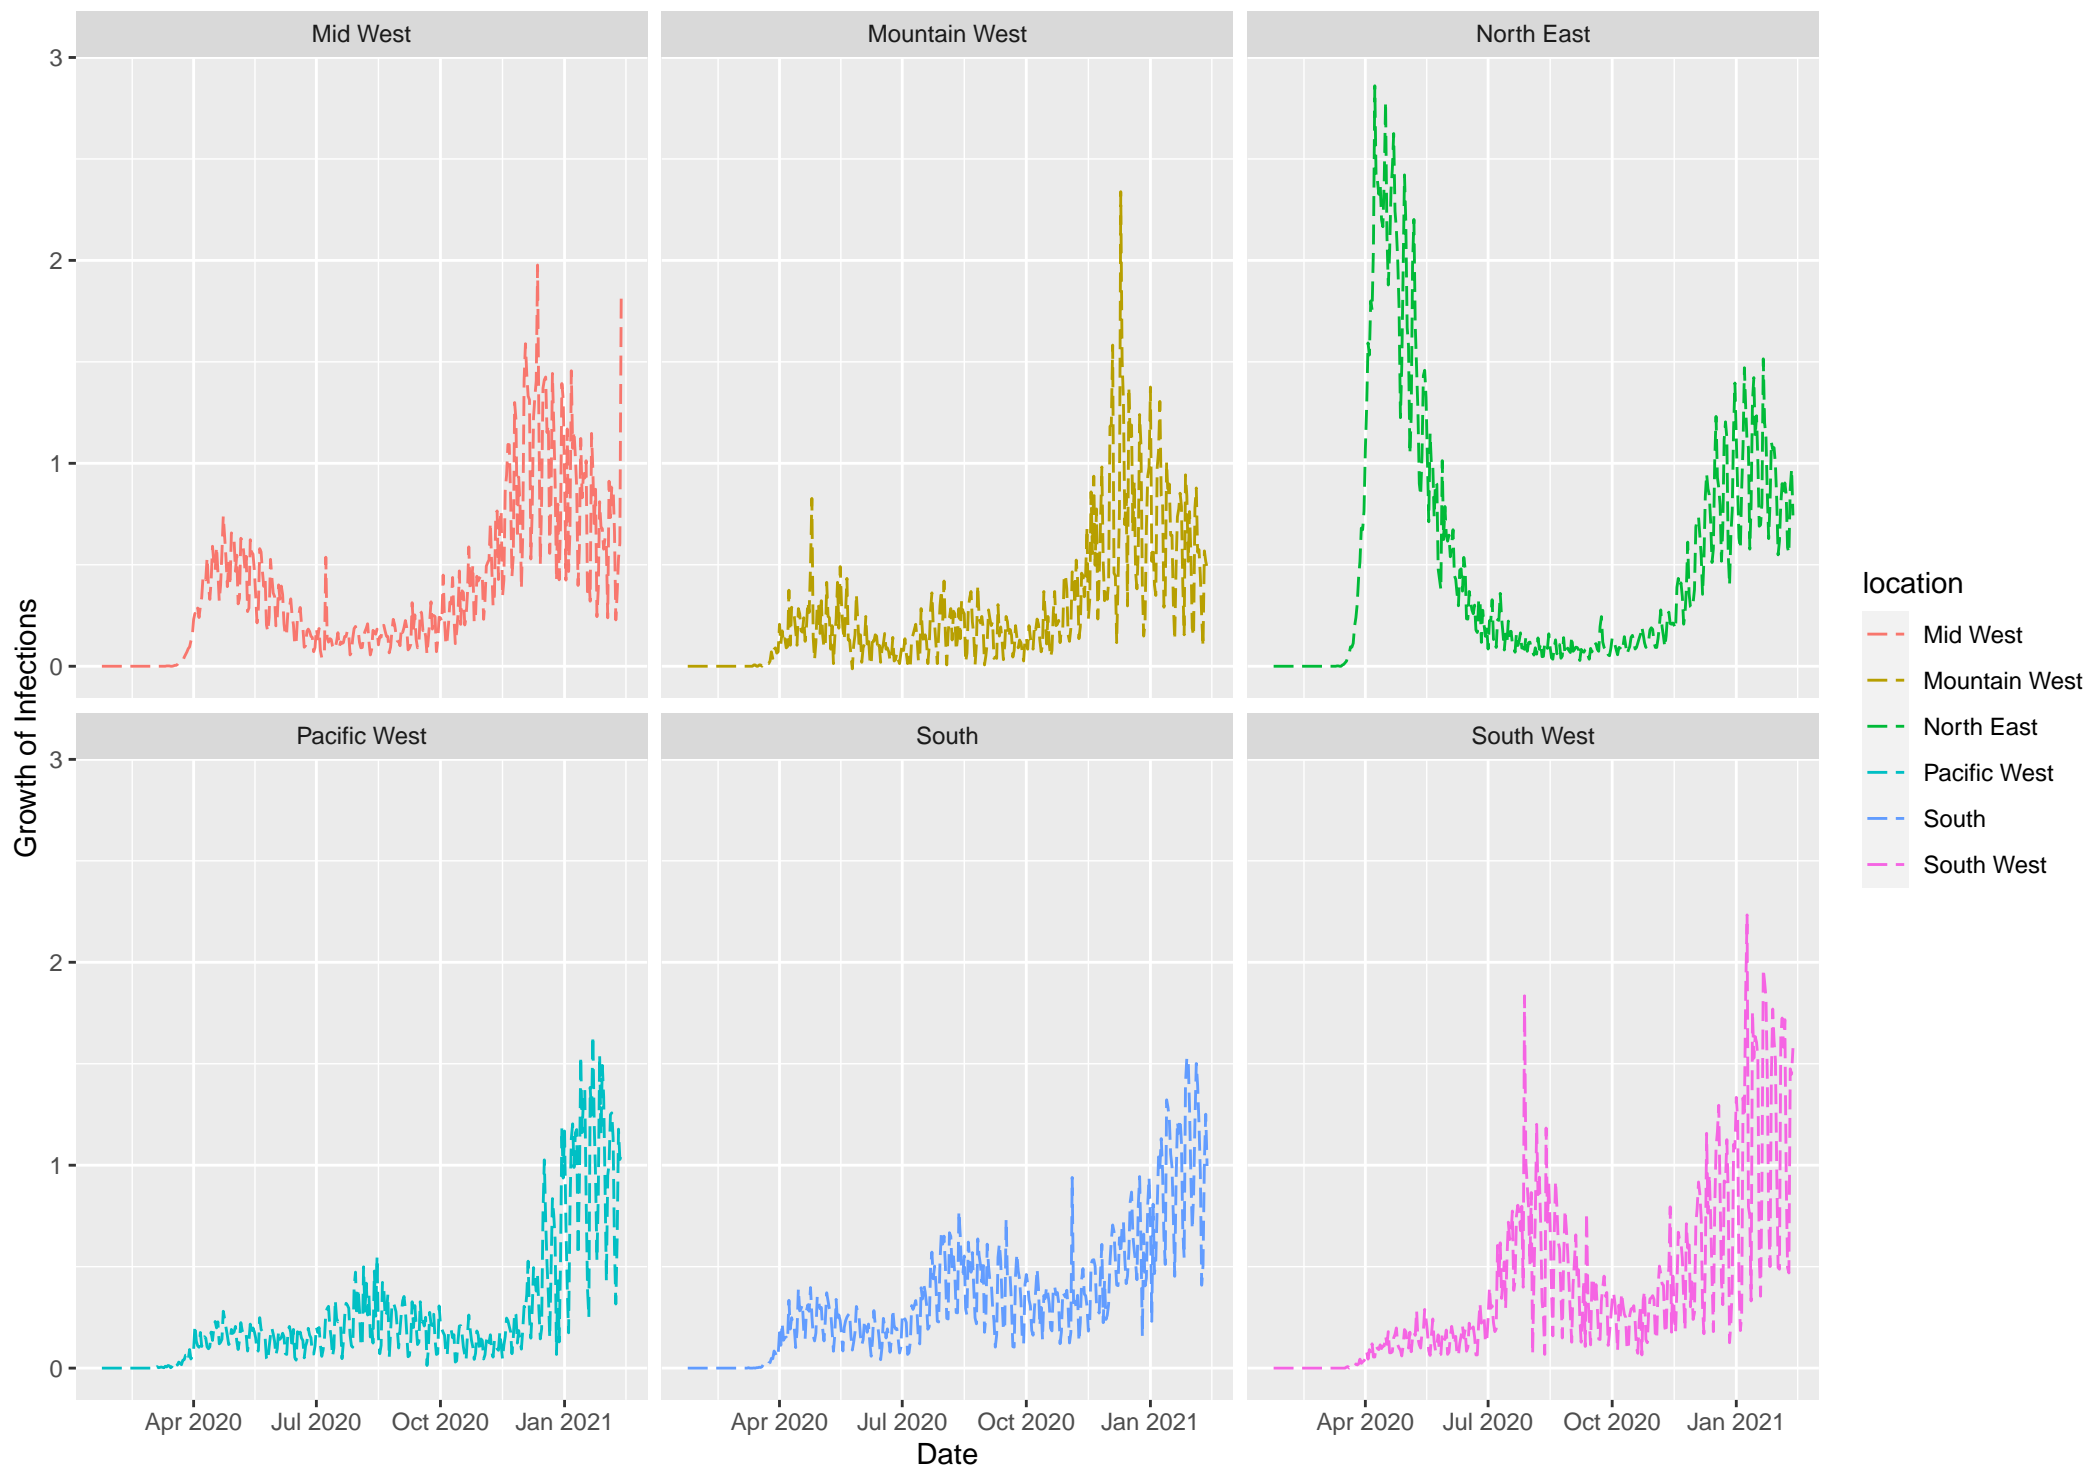 Mid West
Mountain West
North East
3
2
1
0
Pacific West
South
South West
3
2
1
0
Growth of Infections
Apr 2020 Jul 2020 Oct 2020 Jan 2021
Apr 2020 Jul 2020 Oct 2020 Jan 2021
Apr 2020 Jul 2020 Oct 2020 Jan 2021
Date
location
Mid West
Mountain West
North East
Pacific West
South
South West